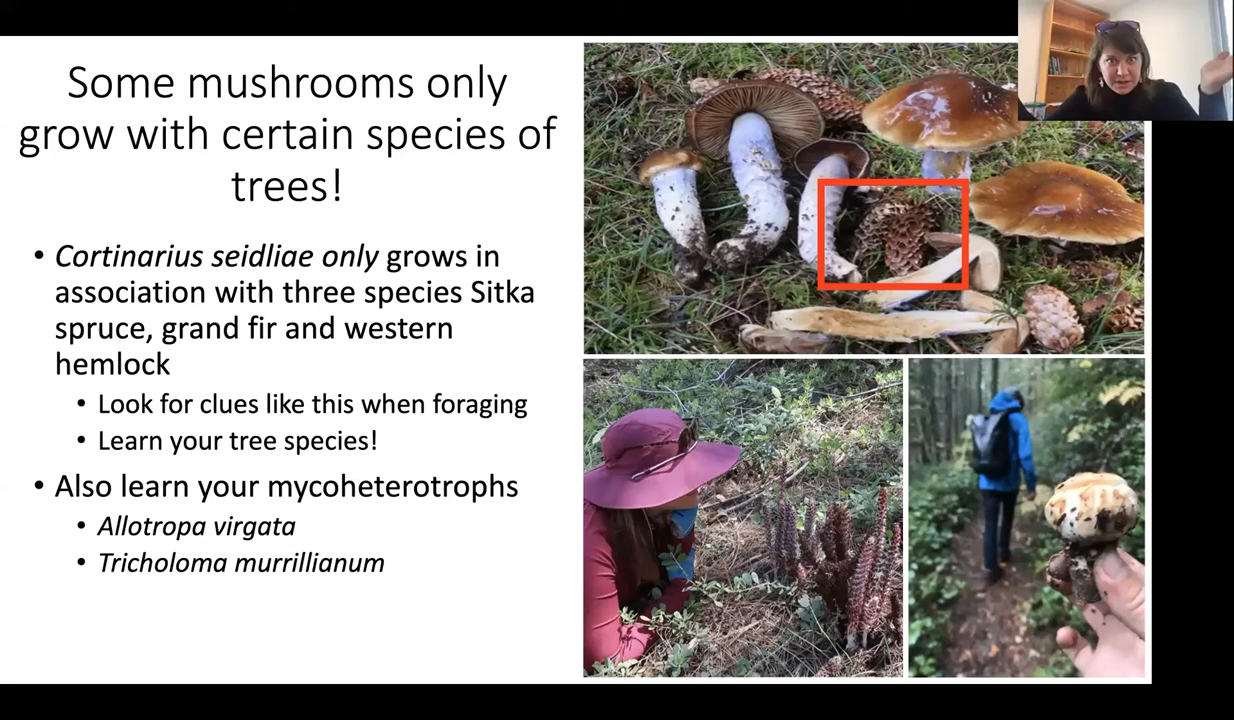 Some mushrooms only
grow with certain species of
trees!
• Cortinarius seidliae only grows in
association with three species Sitka
spruce, grand fir and western
hemlock
• Look for clues like this when foraging
• Learn your tree species!
• Also learn your mycoheterotrophs
• Allotropa virgata
• Tricholoma murrillianum